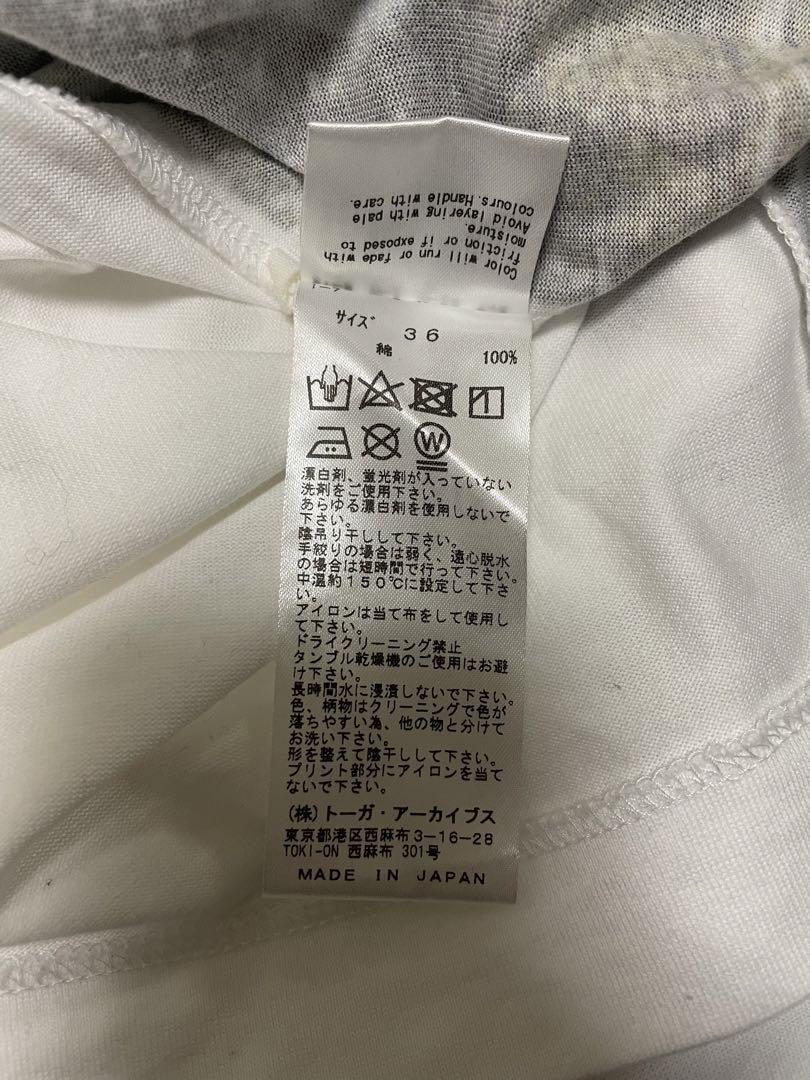 Color will run or fade with
friction or if exposed to
moisture.
Avoid layering with pale
colours. Handle with care.
サイズ 36
綿 100%
W
漂白剤、蛍光剤が入っていない
洗剤をご使用下さい。
あらゆる漂白剤を使用しないで
下さい。
陰吊り干しして下さい。
手絞りの場合は弱く、遠心脱水
の場合は短時間で行って下さい。
中温約150℃に設定して下さ
い。
アイロンは当て布をして使用し
て下さい。
ドライクリーニング禁止
タンブル乾燥機のご使用はお避
け下さい。
長時間水に浸漬しないで下さい。
色、柄物はクリーニングで色が
落ちやすい為、他の物と分けて
お洗い下さい。
形を整えて陰干しして下さい。
プリント部分にアイロンを当て
ないで下さい。
(株)トーガ・アーカイブス
東京都港区西麻布3-16-28
TOKI-ON 西麻布 301号
MADE IN JAPAN